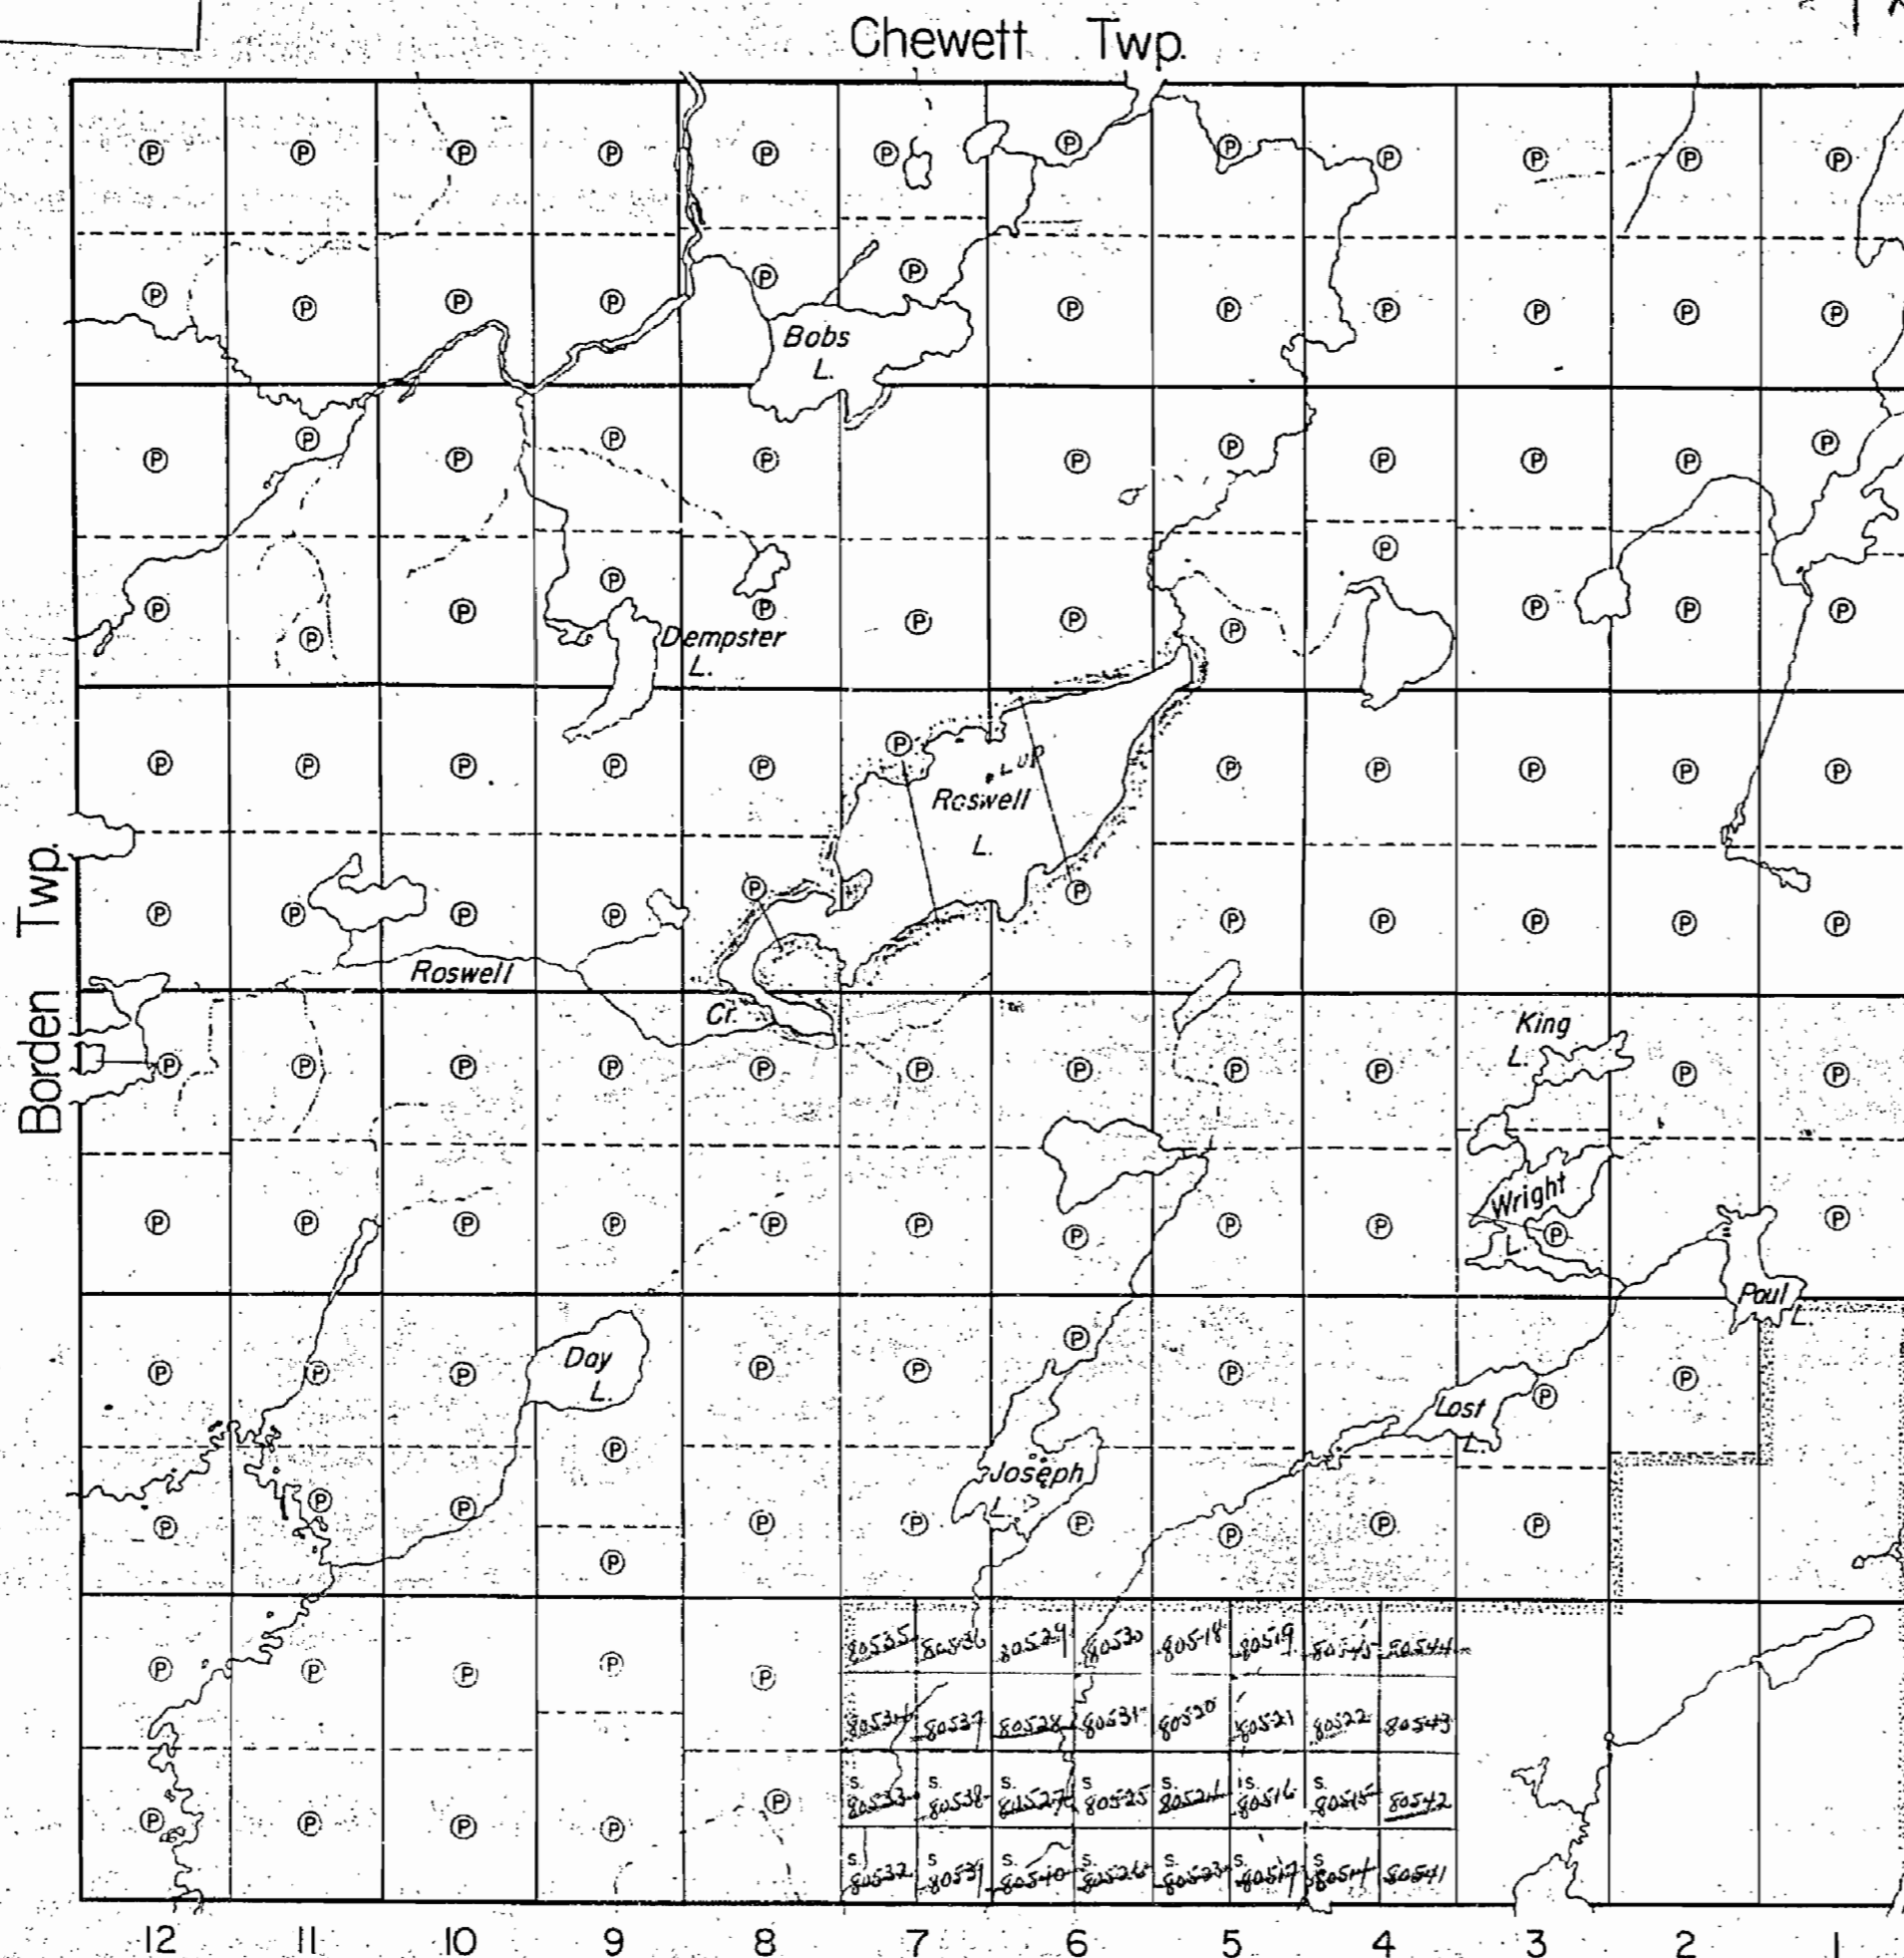 Chewett Twp.
P P P P P P P P P P P P
P P P P P P P P P P P P
Bobs
L.
P P P P P P P P P P P
P P P P P P P P P P P P
Dempster
L.
P P P P P P P P P P P
Roswell
L.
P P P P P P P P P P P
Roswell
Cr.
Borden Twp.
King
L.
P P P P P P P P P P P
P P P P P P P P P P P
Wright
L.
Paul
L.
P P P P P P P P P
Day
L.
Lost
L.
P P P P P P P P P P
Joseph
L.
P
P P P P P
80535 80536 80529 80530 80518 80519 80545 80544
80534 80537 80528 80531 80520 80521 80522 80543
P P P P P
S. S. S. S S. S. S.
80533 80538 80527 80525 80524 80516 80515 80542
S. S S. S. S. S. S
80532 80539 80540 80526 80523 80517 80514 80541
12 11 10 9 8 7 6 5 4 3 2 1